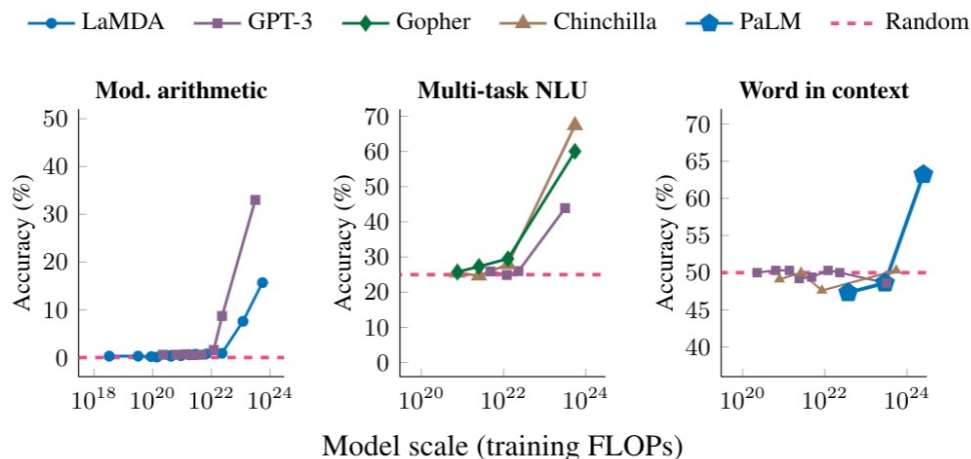 LaMDA GPT-3 Gopher Chinchilla PaLM Random
Mod. arithmetic
Accuracy (%)
50
40
30
20
10
0
10^18 10^20 10^22 10^24
Multi-task NLU
Accuracy (%)
70
60
50
40
30
20
10
0
10^20 10^22 10^24
Word in context
Accuracy (%)
70
65
60
55
50
45
40
10^20 10^22 10^24
Model scale (training FLOPs)